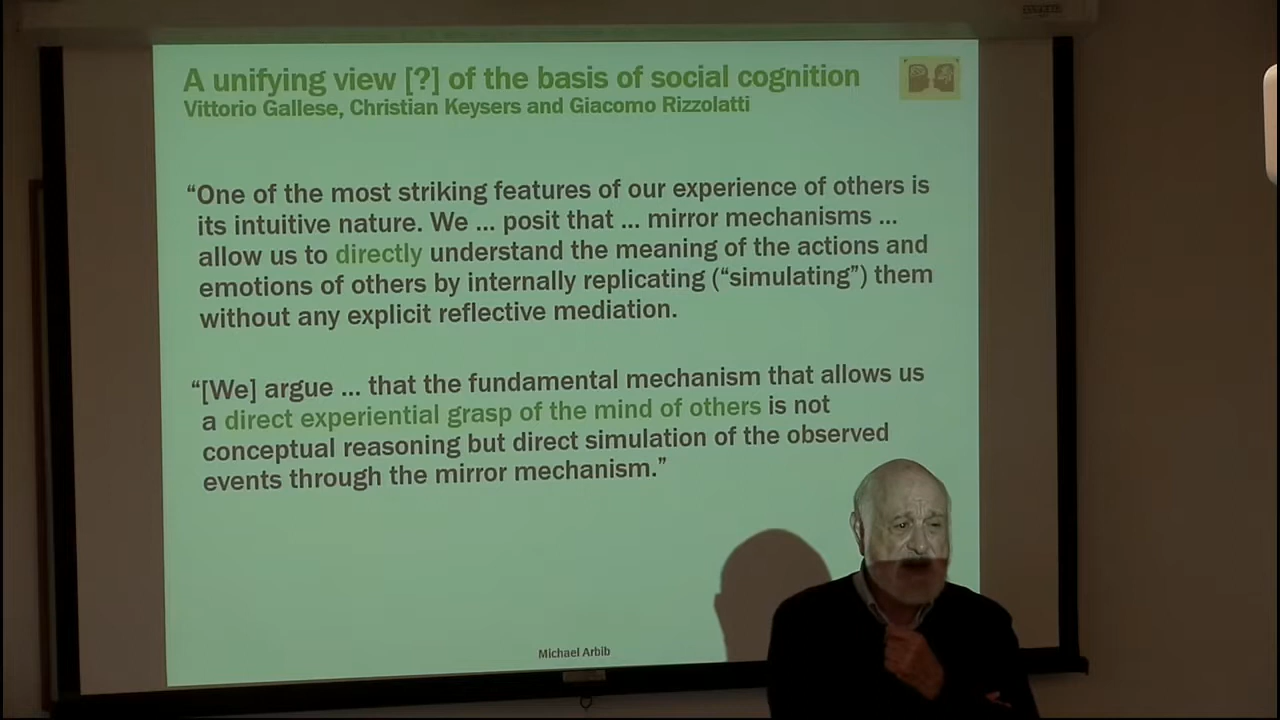 A unifying view [?] of the basis of social cognition
Vittorio Gallese, Christian Keysers and Giacomo Rizzolatti
“One of the most striking features of our experience of others is
its intuitive nature. We ... posit that ... mirror mechanisms ...
allow us to directly understand the meaning of the actions and
emotions of others by internally replicating (“simulating”) them
without any explicit reflective mediation.
“[We] argue ... that the fundamental mechanism that allows us
a direct experiential grasp of the mind of others is not
conceptual reasoning but direct simulation of the observed
events through the mirror mechanism.”
Michael Arbib